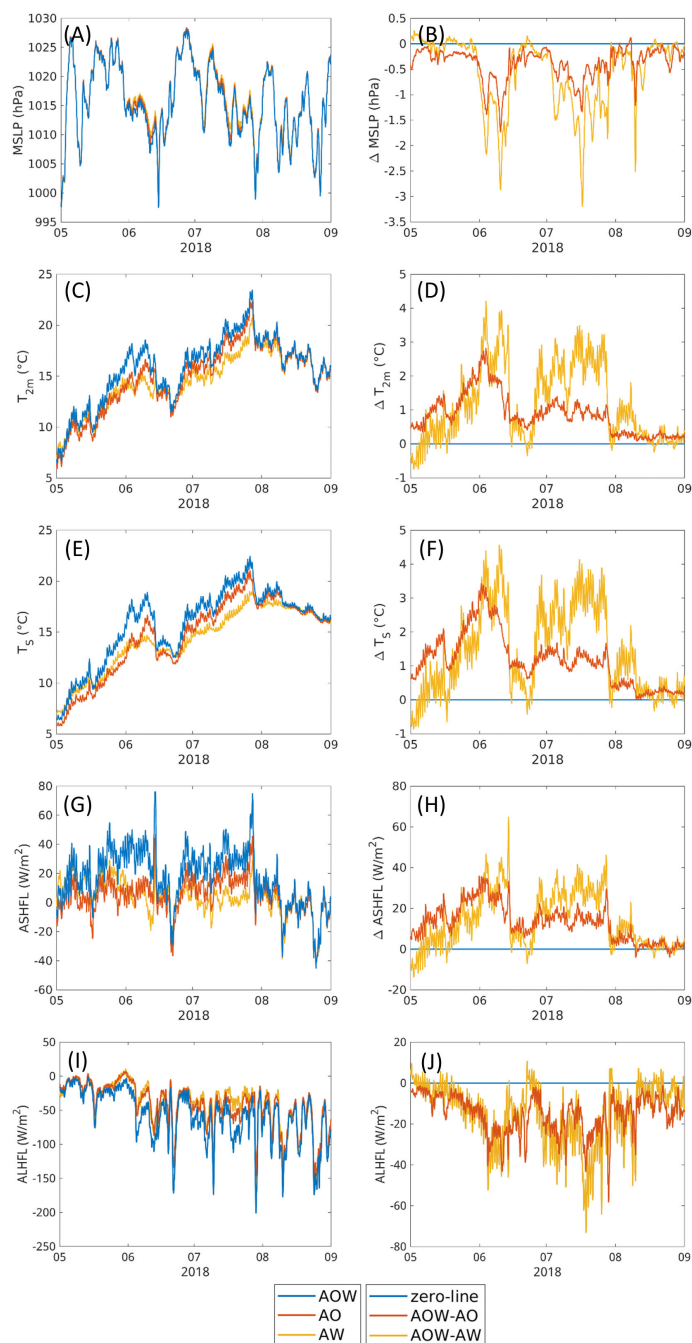 (A)
MSLP (hPa)
1030
1025
1020
1015
1010
1005
1000
995
05 06 07 08 09
2018
(B)
Δ MSLP (hPa)
0.5
0
-0.5
-1
-1.5
-2
-2.5
-3
-3.5
05 06 07 08 09
2018
(C)
T2m (°C)
25
20
15
10
5
05 06 07 08 09
2018
(D)
Δ T2m (°C)
5
4
3
2
1
0
-1
05 06 07 08 09
2018
(E)
TS (°C)
25
20
15
10
5
05 06 07 08 09
2018
(F)
Δ TS (°C)
5
4
3
2
1
0
-1
05 06 07 08 09
2018
(G)
ASHFL (W/m²)
80
60
40
20
0
-20
-40
-60
05 06 07 08 09
2018
(H)
Δ ASHFL (W/m²)
80
60
40
20
0
-20
05 06 07 08 09
2018
(I)
ALHFL (W/m²)
50
0
-50
-100
-150
-200
-250
05 06 07 08 09
2018
(J)
ALHFL (W/m²)
20
0
-20
-40
-60
-80
05 06 07 08 09
2018
AOW
AO
AW
zero-line
AOW-AO
AOW-AW